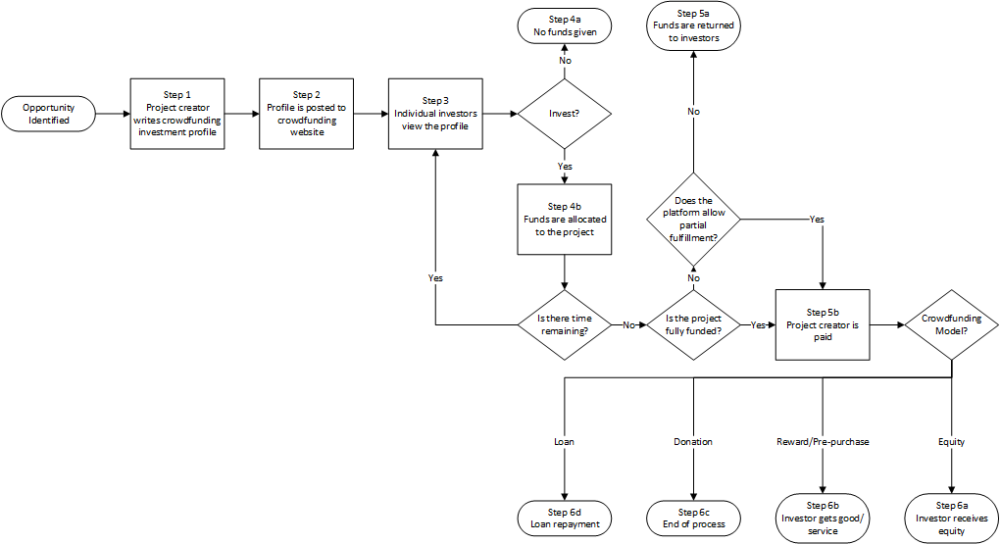 Opportunity
Identified
Step 1
Project creator
writes crowdfunding
investment profile
Step 2
Profile is posted to
crowdfunding
website
Step 3
Individual investors
view the profile
Step 4a
No funds given
No
Invest?
Yes
Step 4b
Funds are allocated
to the project
Is there time
remaining?
Yes
No
Is the project
fully funded?
No
Does the
platform allow
partial
fulfillment?
No
Step 5a
Funds are returned
to investors
Yes
Yes
Step 5b
Project creator is
paid
Crowdfunding
Model?
Loan
Donation
Reward/Pre-purchase
Equity
Step 6d
Loan repayment
Step 6c
End of process
Step 6b
Investor gets good/
service
Step 6a
Investor receives
equity